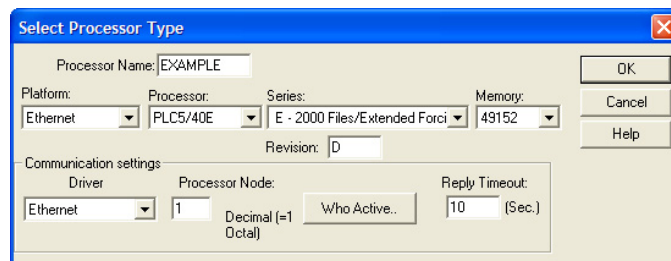 Select Processor Type
Processor Name: EXAMPLE
OK
Platform: Processor: Series: Memory:
Ethernet PLC5/40E E - 2000 Files/Extended Forci 49152
Cancel
Help
Revision: D
Communication settings
Driver Processor Node: Reply Timeout:
Ethernet 1 Decimal (=1 Octal) Who Active.. 10 (Sec.)